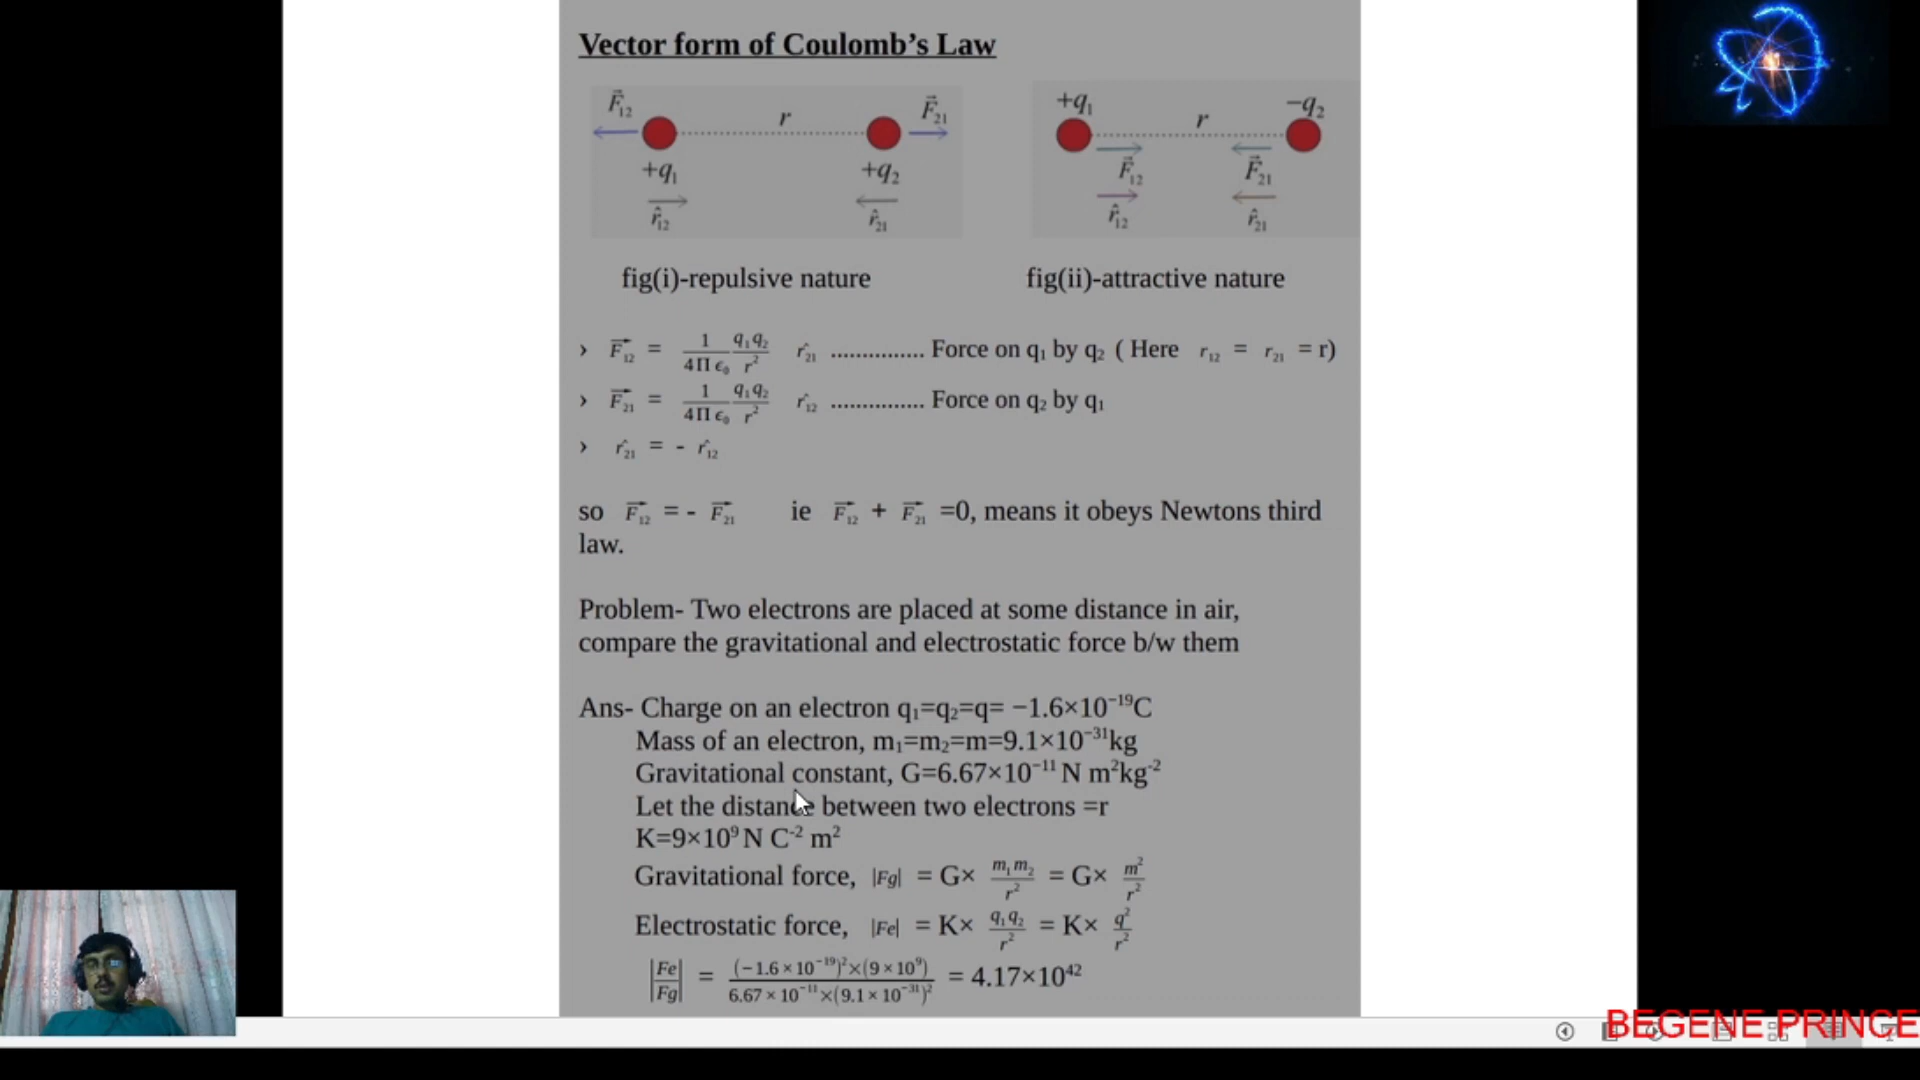 Vector form of Coulomb’s Law
F⃗₁₂ r F⃗₂₁ +q₁ r −q₂
+q₁ +q₂ F⃗₁₂ F⃗₂₁
r̂₁₂ r̂₂₁ r̂₁₂ r̂₂₁
fig(i)-repulsive nature fig(ii)-attractive nature
› F⃗₁₂ = 1/(4Π ϵ₀) q₁q₂/r² r̂₂₁ ............... Force on q₁ by q₂ ( Here r₁₂ = r₂₁ = r)
› F⃗₂₁ = 1/(4Π ϵ₀) q₁q₂/r² r̂₁₂ ............... Force on q₂ by q₁
› r̂₂₁ = - r̂₁₂
so F⃗₁₂ = - F⃗₂₁ ie F⃗₁₂ + F⃗₂₁ =0, means it obeys Newtons third
law.
Problem- Two electrons are placed at some distance in air,
compare the gravitational and electrostatic force b/w them
Ans- Charge on an electron q₁=q₂=q= −1.6×10⁻¹⁹C
Mass of an electron, m₁=m₂=m=9.1×10⁻³¹kg
Gravitational constant, G=6.67×10⁻¹¹ N m²kg⁻²
Let the distance between two electrons =r
K=9×10⁹ N C⁻² m²
Gravitational force, |Fg| = G× m₁m₂/r² = G× m²/r²
Electrostatic force, |Fe| = K× q₁q₂/r² = K× q²/r²
|Fe/Fg| = (−1.6×10⁻¹⁹)²×(9×10⁹)/6.67×10⁻¹¹×(9.1×10⁻³¹)² = 4.17×10⁴²
BEGENE PRINCE